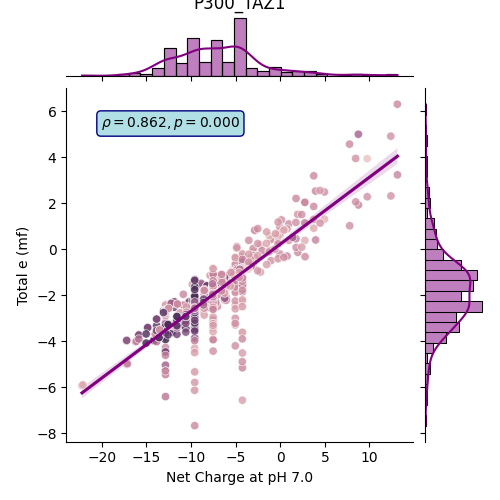 P300_TAZ1
ρ = 0.862, p = 0.000
Total e (mf)
6
4
2
0
−2
−4
−6
−8
−20 −15 −10 −5 0 5 10
Net Charge at pH 7.0